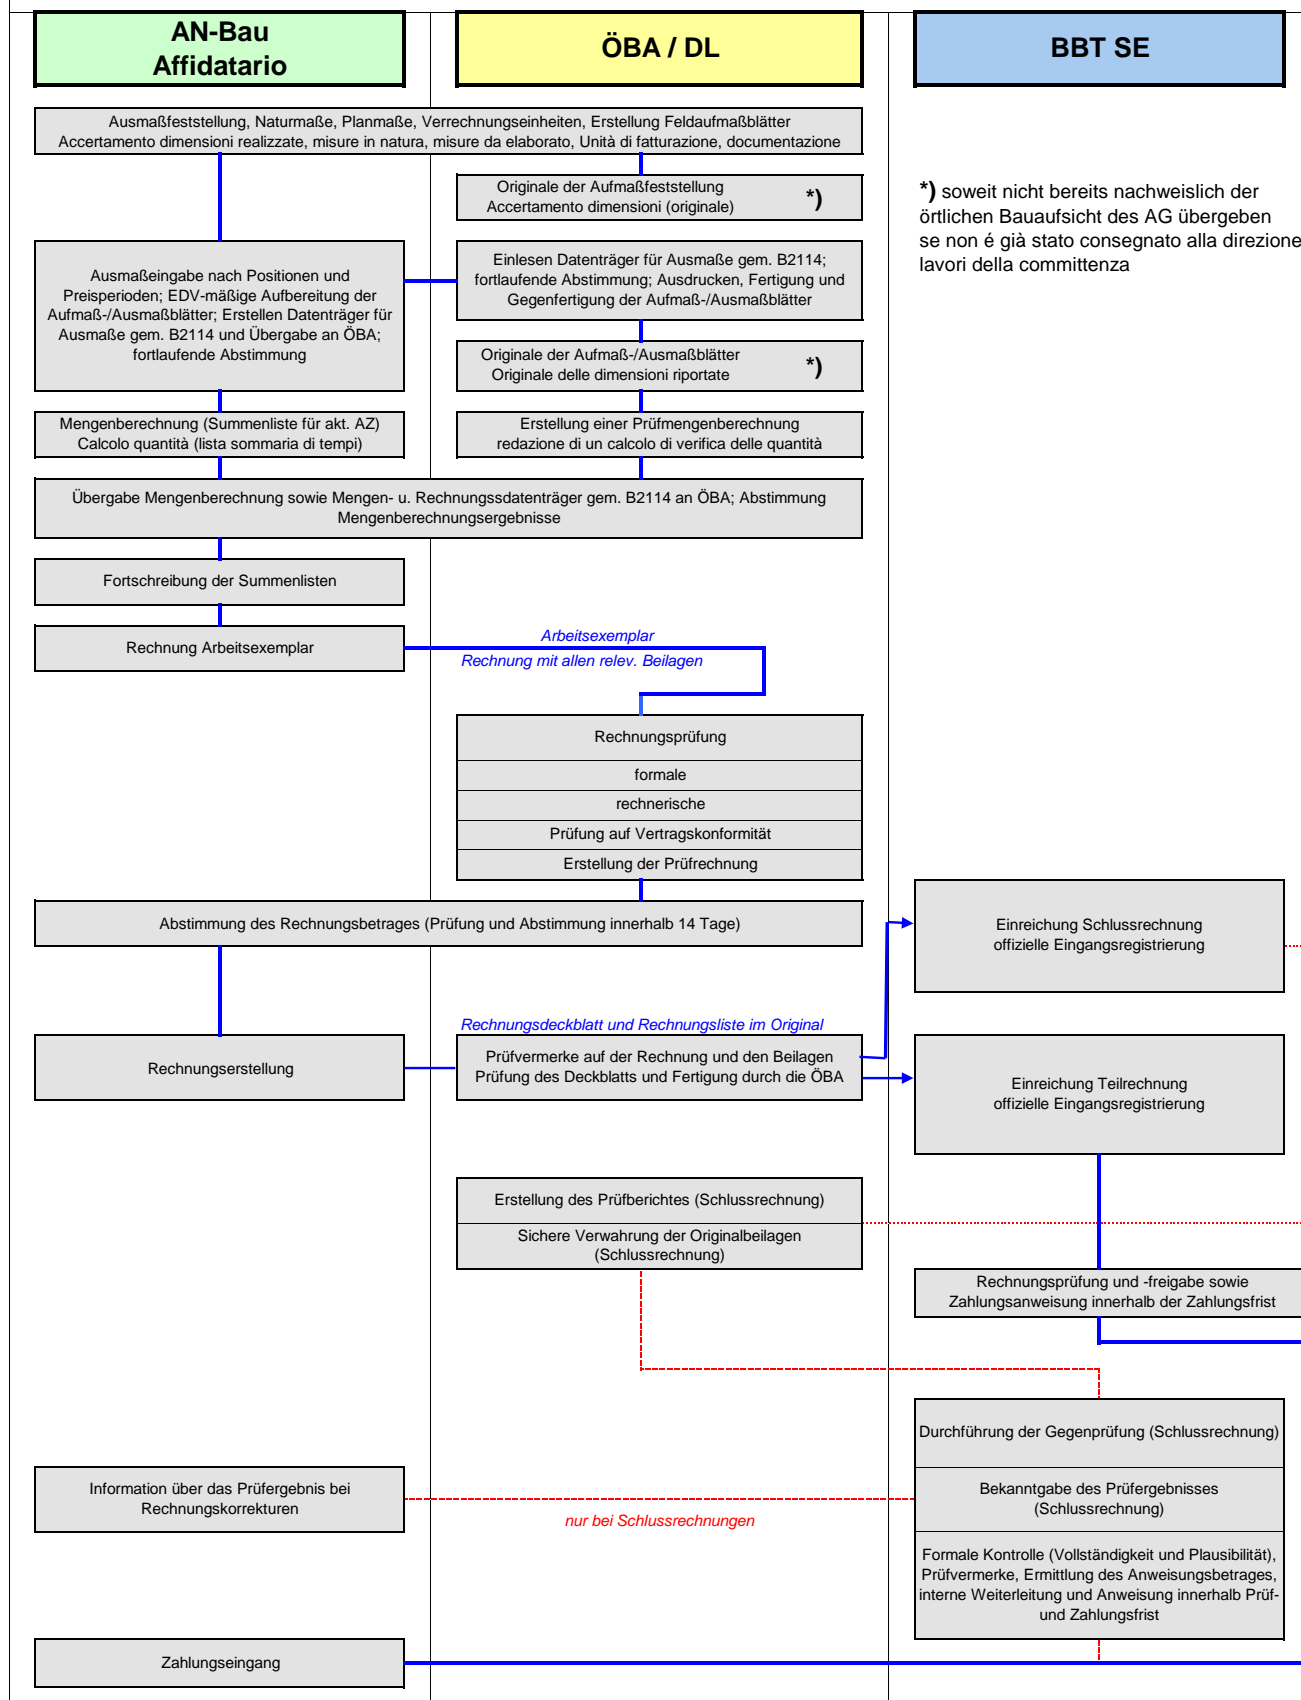 AN-Bau
Affidatario
ÖBA / DL
BBT SE
Ausmaßfeststellung, Naturmaße, Planmaße, Verrechnungseinheiten, Erstellung Feldaufmaßblätter
Accertamento dimensioni realizzate, misure in natura, misure da elaborato, Unità di fatturazione, documentazione
Originale der Aufmaßfeststellung
Accertamento dimensioni (originale)
*)
*) soweit nicht bereits nachweislich der
örtlichen Bauaufsicht des AG übergeben
se non é già stato consegnato alla direzione
lavori della committenza
Ausmaßeingabe nach Positionen und
Preisperioden; EDV-mäßige Aufbereitung der
Aufmaß-/Ausmaßblätter; Erstellen Datenträger für
Ausmaße gem. B2114 und Übergabe an ÖBA;
fortlaufende Abstimmung
Einlesen Datenträger für Ausmaße gem. B2114;
fortlaufende Abstimmung; Ausdrucken, Fertigung und
Gegenfertigung der Aufmaß-/Ausmaßblätter
Originale der Aufmaß-/Ausmaßblätter
Originale delle dimensioni riportate
*)
Mengenberechnung (Summenliste für akt. AZ)
Calcolo quantità (lista sommaria di tempi)
Erstellung einer Prüfmengenberechnung
redazione di un calcolo di verifica delle quantità
Übergabe Mengenberechnung sowie Mengen- u. Rechnungssdatenträger gem. B2114 an ÖBA; Abstimmung
Mengenberechnungsergebnisse
Fortschreibung der Summenlisten
Rechnung Arbeitsexemplar
Arbeitsexemplar
Rechnung mit allen relev. Beilagen
Rechnungsprüfung
formale
rechnerische
Prüfung auf Vertragskonformität
Erstellung der Prüfrechnung
Abstimmung des Rechnungsbetrages (Prüfung und Abstimmung innerhalb 14 Tage)
Einreichung Schlussrechnung
offizielle Eingangsregistrierung
Rechnungsdeckblatt und Rechnungsliste im Original
Rechnungserstellung
Prüfvermerke auf der Rechnung und den Beilagen
Prüfung des Deckblatts und Fertigung durch die ÖBA
Einreichung Teilrechnung
offizielle Eingangsregistrierung
Erstellung des Prüfberichtes (Schlussrechnung)
Sichere Verwahrung der Originalbeilagen
(Schlussrechnung)
Rechnungsprüfung und -freigabe sowie
Zahlungsanweisung innerhalb der Zahlungsfrist
Durchführung der Gegenprüfung (Schlussrechnung)
Information über das Prüfergebnis bei
Rechnungskorrekturen
Bekanntgabe des Prüfergebnisses
(Schlussrechnung)
nur bei Schlussrechnungen
Formale Kontrolle (Vollständigkeit und Plausibilität),
Prüfvermerke, Ermittlung des Anweisungsbetrages,
interne Weiterleitung und Anweisung innerhalb Prüf-
und Zahlungsfrist
Zahlungseingang